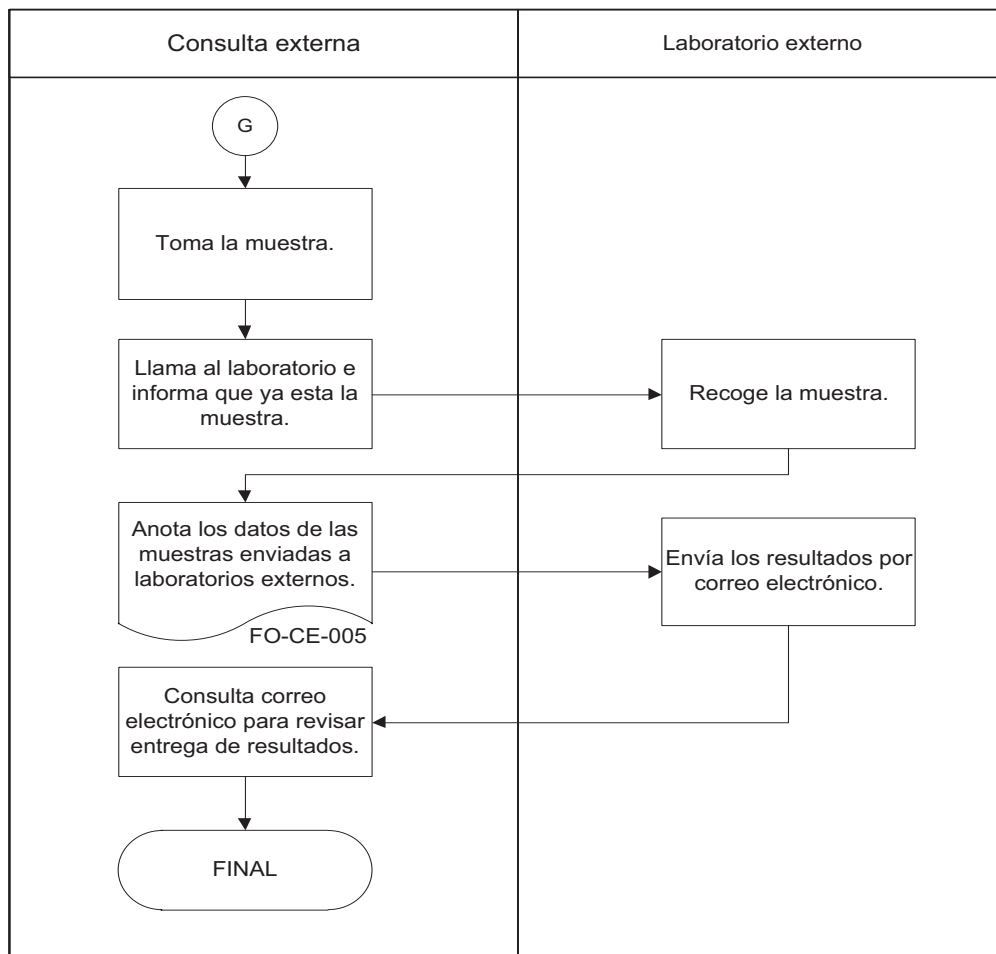 Consulta externa
Laboratorio externo
G
Toma la muestra.
Llama al laboratorio e
informa que ya esta la
muestra.
Recoge la muestra.
Anota los datos de las
muestras enviadas a
laboratorios externos.
FO-CE-005
Envía los resultados por
correo electrónico.
Consulta correo
electrónico para revisar
entrega de resultados.
FINAL